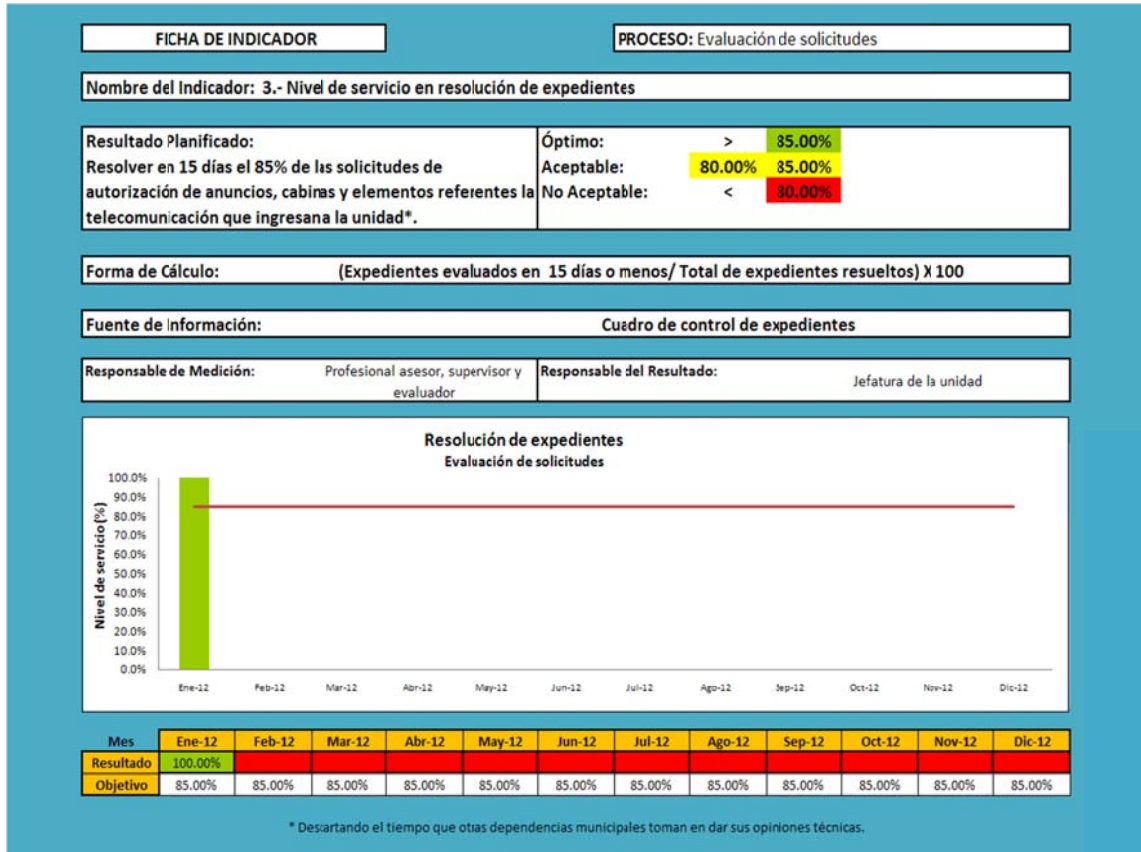 FICHA DE INDICADOR
PROCESO: Evaluación de solicitudes
Nombre del Indicador: 3.- Nivel de servicio en resolución de expedientes
Resultado Planificado:
Resolver en 15 días el 85% de las solicitudes de
autorización de anuncios, cabinas y elementos referentes la
telecomunicación que ingresana la unidad*.
Óptimo: > 85.00%
Aceptable: 80.00% 85.00%
No Aceptable: < 80.00%
Forma de Cálculo: (Expedientes evaluados en 15 días o menos/ Total de expedientes resueltos) X 100
Fuente de Información: Cuadro de control de expedientes
Responsable de Medición: Profesional asesor, supervisor y
evaluador
Responsable del Resultado: Jefatura de la unidad
Resolución de expedientes
Evaluación de solicitudes
Nivel de servicio (%)
100.0%
90.0%
80.0%
70.0%
60.0%
50.0%
40.0%
30.0%
20.0%
10.0%
0.0%
Ene-12 Feb-12 Mar-12 Abr-12 May-12 Jun-12 Jul-12 Ago-12 Sep-12 Oct-12 Nov-12 Dic-12
Mes Ene-12 Feb-12 Mar-12 Abr-12 May-12 Jun-12 Jul-12 Ago-12 Sep-12 Oct-12 Nov-12 Dic-12
Resultado 100.00%
Objetivo 85.00% 85.00% 85.00% 85.00% 85.00% 85.00% 85.00% 85.00% 85.00% 85.00% 85.00% 85.00%
* Descartando el tiempo que otras dependencias municipales toman en dar sus opiniones técnicas.